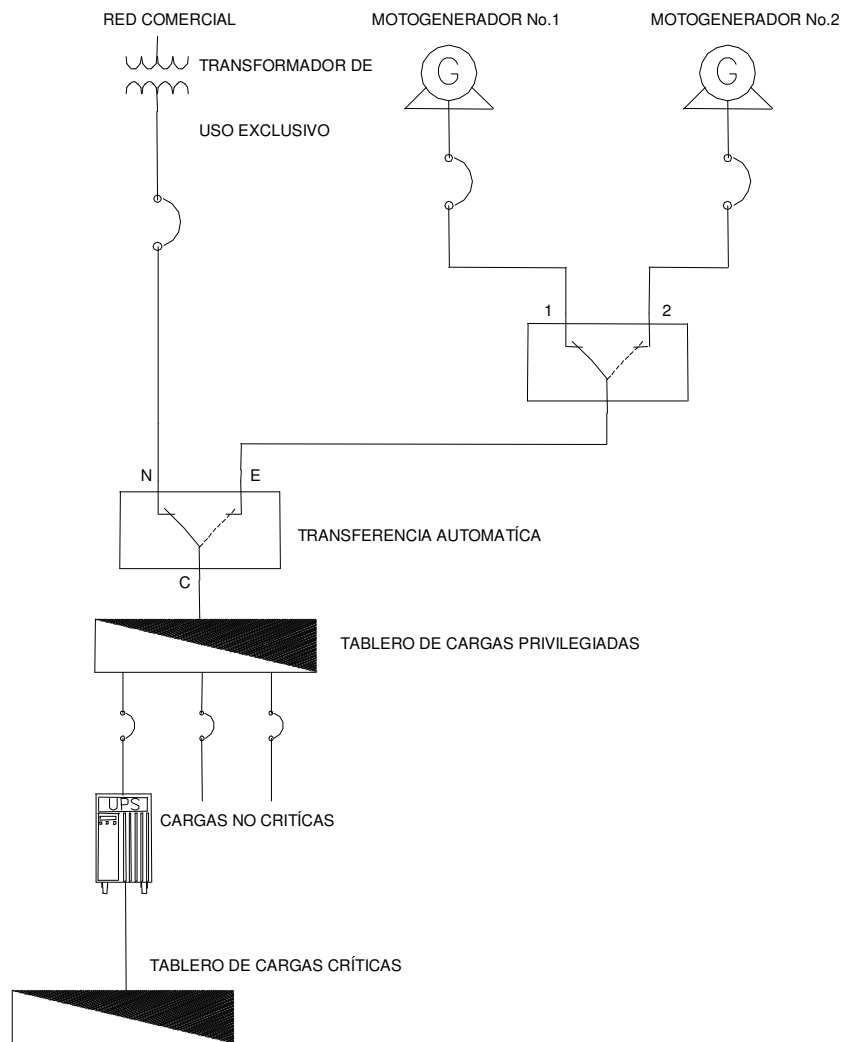 RED COMERCIAL
MOTOGENERADOR No.1
MOTOGENERADOR No.2
TRANSFORMADOR DE
G
G
USO EXCLUSIVO
1
2
N
E
TRANSFERENCIA AUTOMATÍCA
C
TABLERO DE CARGAS PRIVILEGIADAS
UPS
CARGAS NO CRITÍCAS
TABLERO DE CARGAS CRÍTICAS